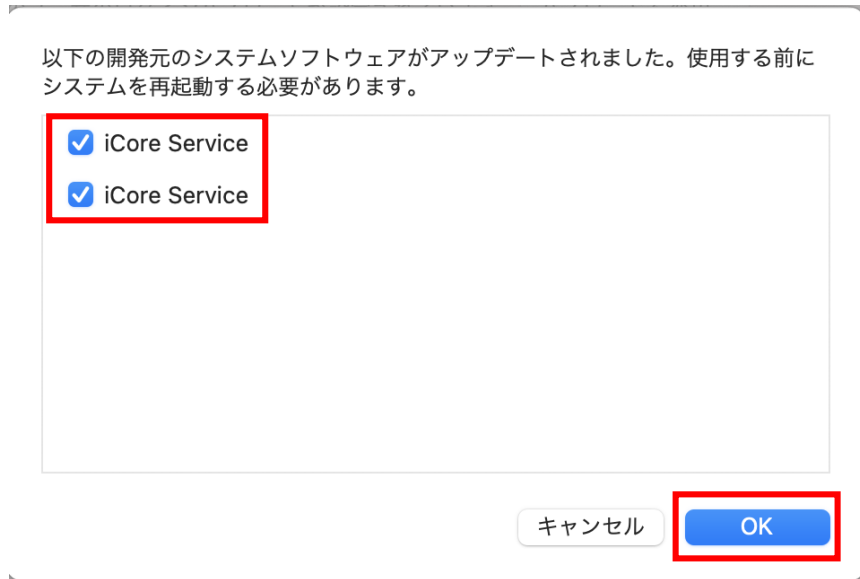 以下の開発元のシステムソフトウェアがアップデートされました。使用する前に
システムを再起動する必要があります。
iCore Service
iCore Service
キャンセル
OK